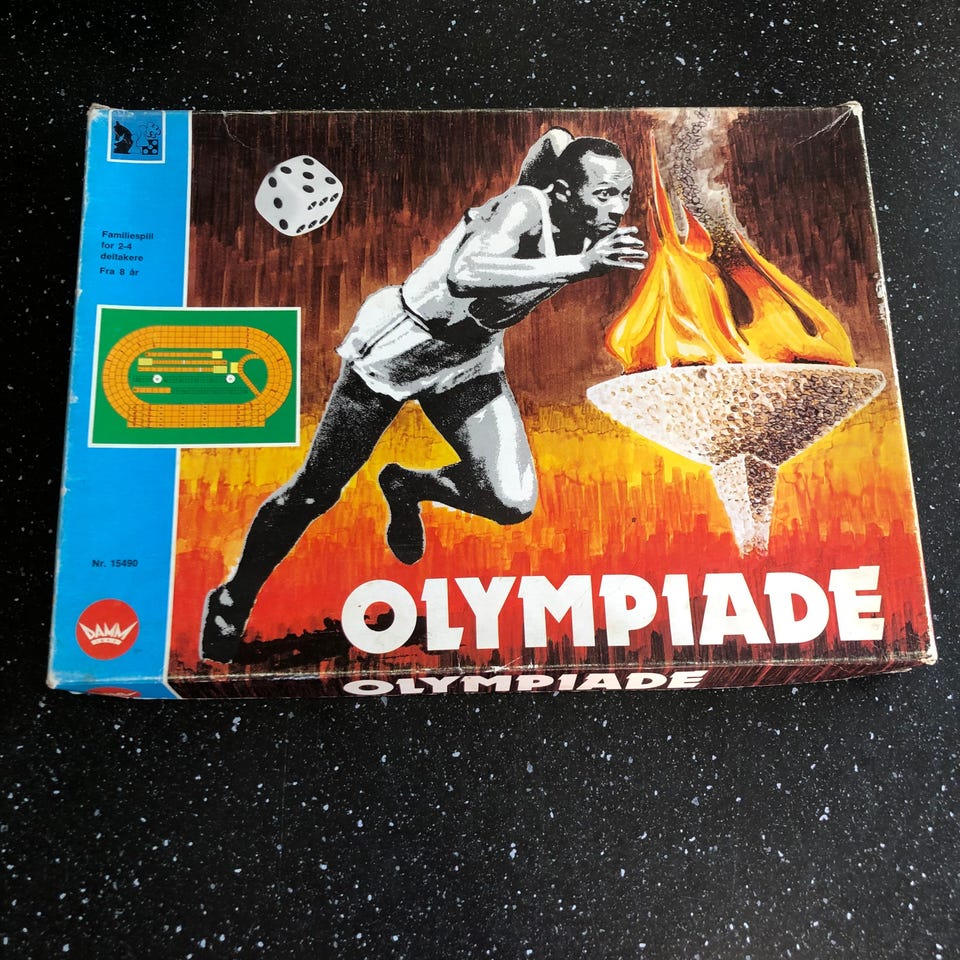 Familiespill
for 2-4
deltakere
Fra 8 år
Nr. 15490
DAMM
OLYMPIADE
OLYMPIADE